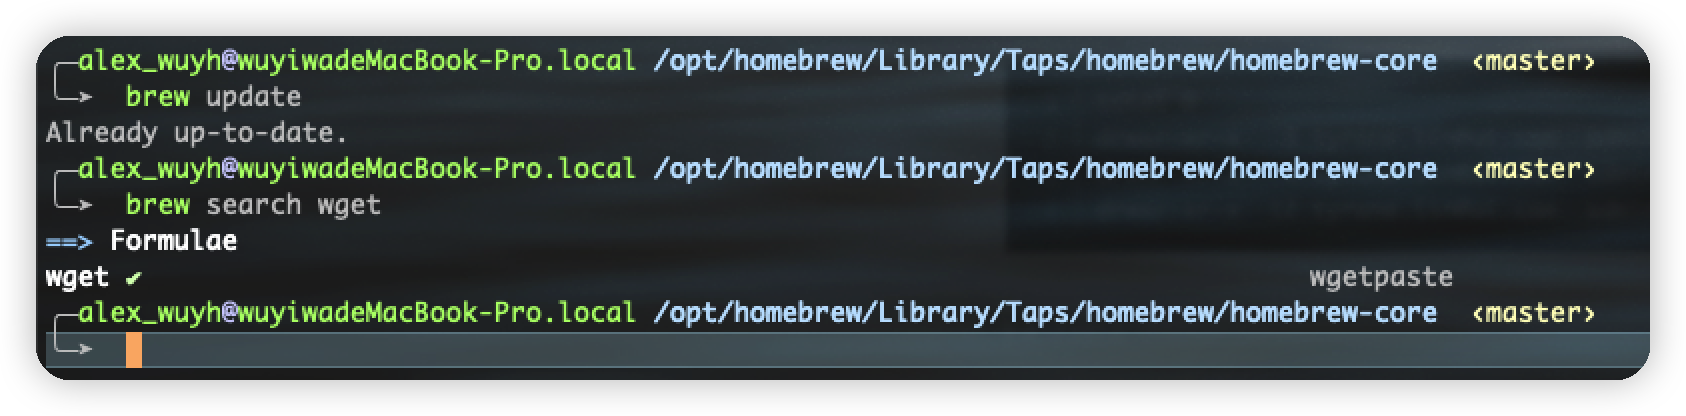 alex_wuyh@wuyiwadeMacBook-Pro.local /opt/homebrew/Library/Taps/homebrew/homebrew-core ‹master›
brew update
Already up-to-date.
alex_wuyh@wuyiwadeMacBook-Pro.local /opt/homebrew/Library/Taps/homebrew/homebrew-core ‹master›
brew search wget
==> Formulae
wget ✔ wgetpaste
alex_wuyh@wuyiwadeMacBook-Pro.local /opt/homebrew/Library/Taps/homebrew/homebrew-core ‹master›